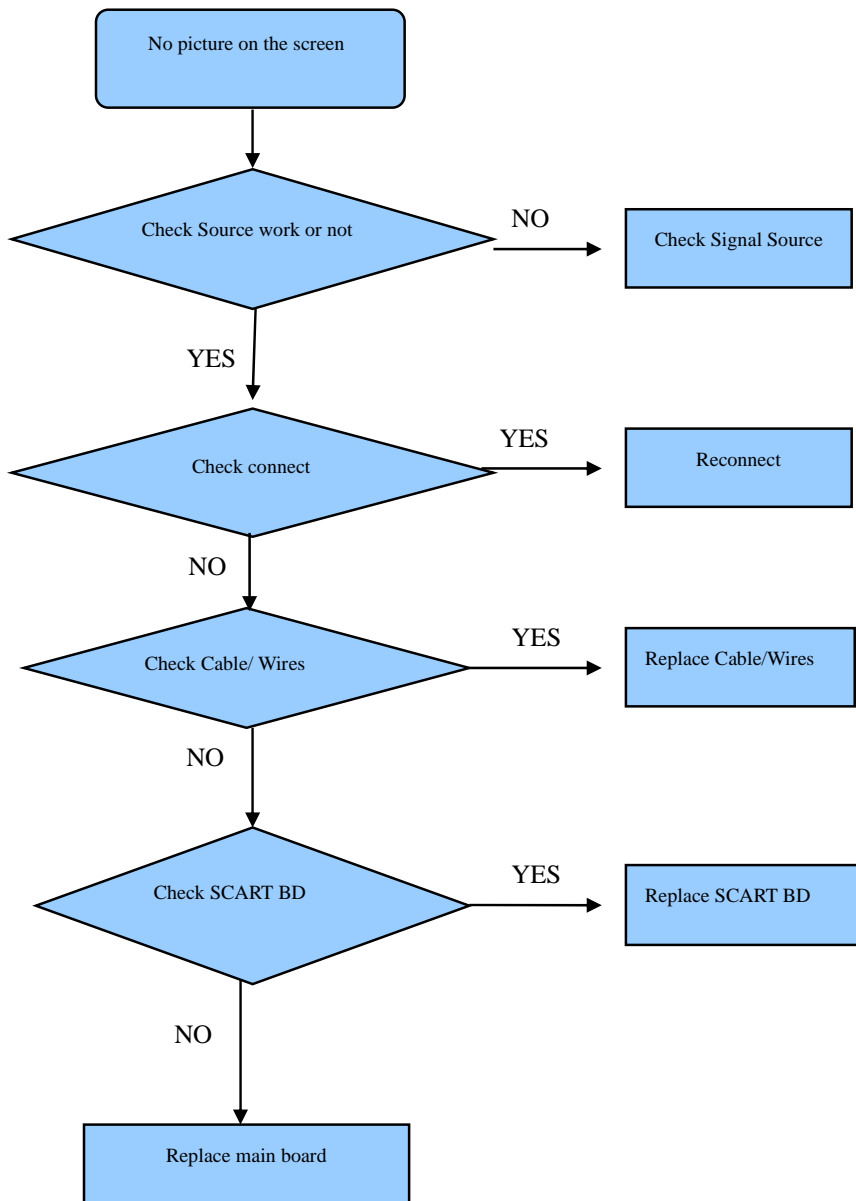 No picture on the screen
Check Source work or not
NO
Check Signal Source
YES
Check connect
YES
Reconnect
NO
Check Cable/ Wires
YES
Replace Cable/Wires
NO
Check SCART BD
YES
Replace SCART BD
NO
Replace main board